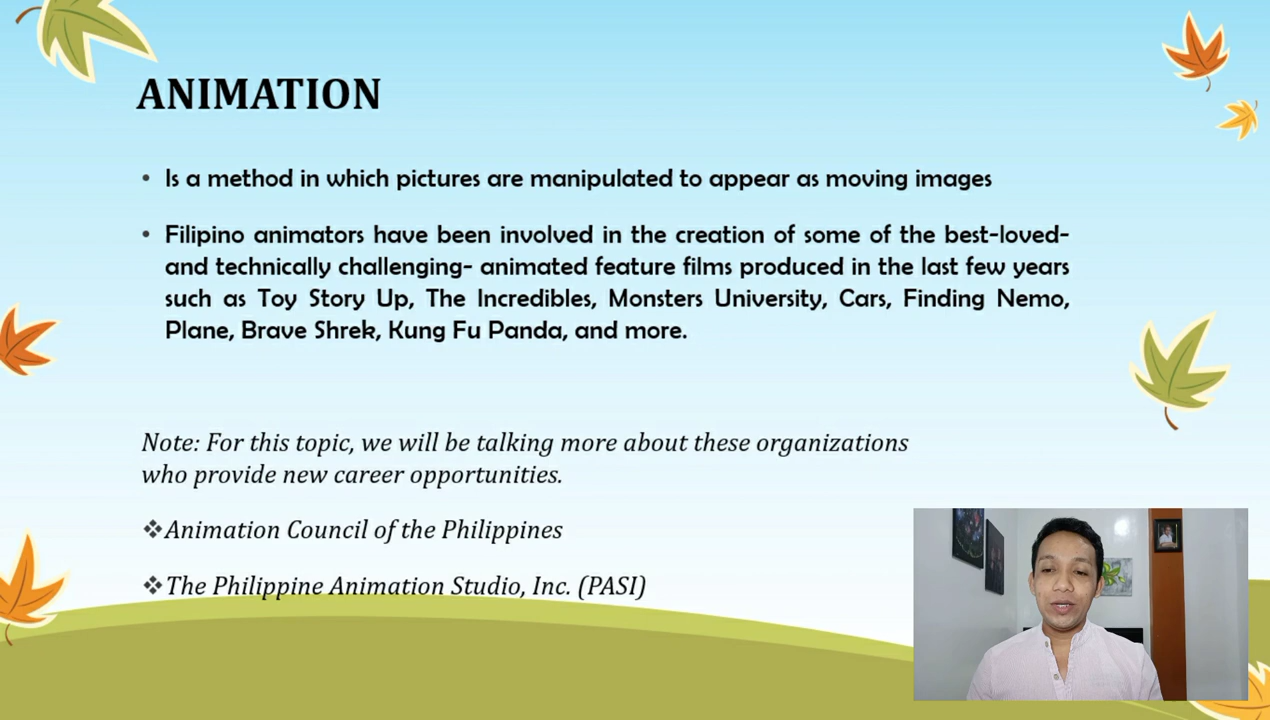 ANIMATION
• Is a method in which pictures are manipulated to appear as moving images
• Filipino animators have been involved in the creation of some of the best-loved-
and technically challenging- animated feature films produced in the last few years
such as Toy Story Up, The Incredibles, Monsters University, Cars, Finding Nemo,
Plane, Brave Shrek, Kung Fu Panda, and more.
Note: For this topic, we will be talking more about these organizations
who provide new career opportunities.
❖Animation Council of the Philippines
❖The Philippine Animation Studio, Inc. (PASI)